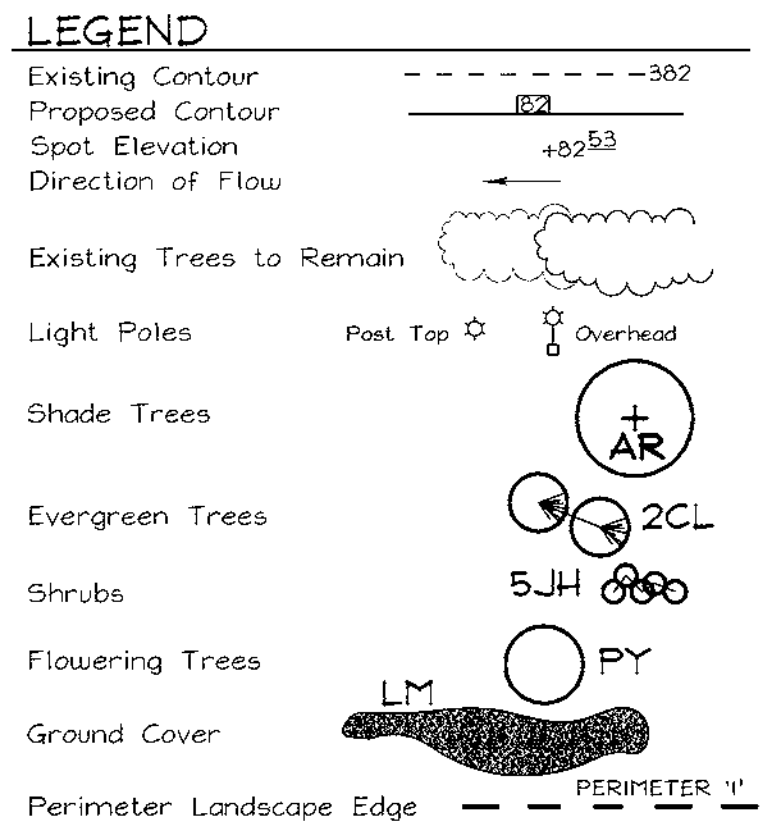 LEGEND
Existing Contour 382
Proposed Contour 82
Spot Elevation +82 53
Direction of Flow
Existing Trees to Remain
Light Poles Post Top Overhead
Shade Trees AR
Evergreen Trees 2CL
Shrubs 5JH
Flowering Trees PY
LM
Ground Cover
PERIMETER '1'
Perimeter Landscape Edge